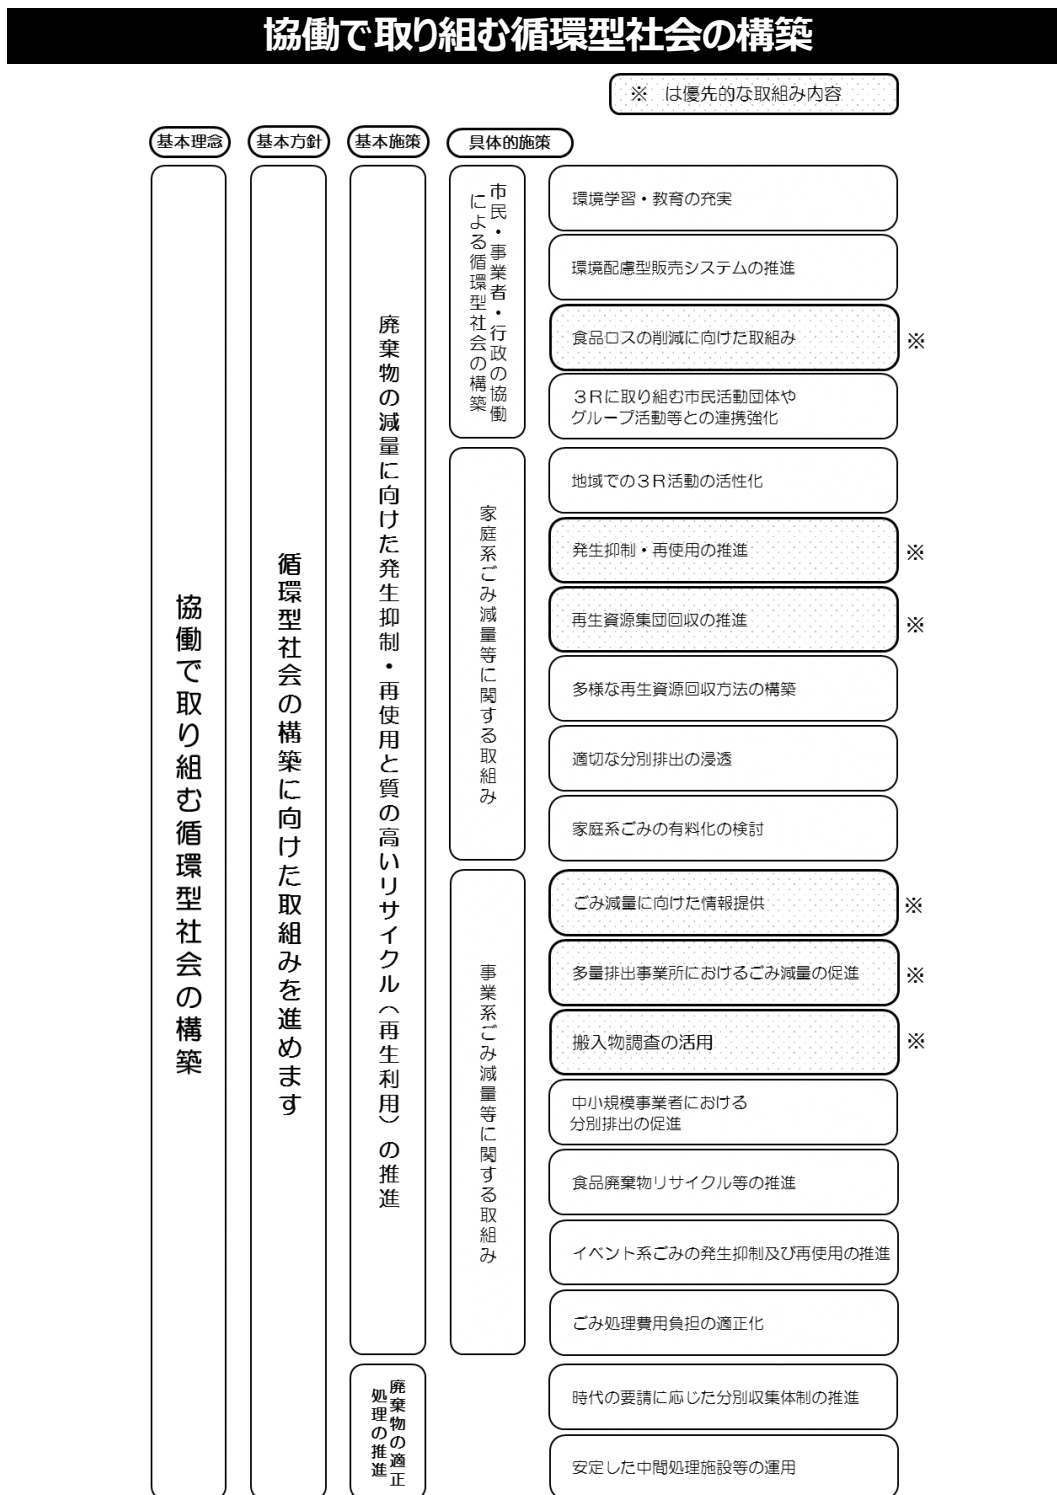 協働で取り組む循環型社会の構築
※　は優先的な取組み内容
基本理念
基本方針
基本施策
具体的施策
協働で取り組む循環型社会の構築
循環型社会の構築に向けた取組みを進めます
廃棄物の減量に向けた発生抑制・再使用と質の高いリサイクル（再生利用）の推進
市民・事業者・行政の協働
による循環型社会の構築
環境学習・教育の充実
環境配慮型販売システムの推進
食品ロスの削減に向けた取組み
※
３Rに取り組む市民活動団体や
グループ活動等との連携強化
家庭系ごみ減量等に関する取組み
地域での３R活動の活性化
発生抑制・再使用の推進
※
再生資源集団回収の推進
※
多様な再生資源回収方法の構築
適切な分別排出の浸透
家庭系ごみの有料化の検討
事業系ごみ減量等に関する取組み
ごみ減量に向けた情報提供
※
多量排出事業所におけるごみ減量の促進
※
搬入物調査の活用
※
中小規模事業者における
分別排出の促進
食品廃棄物リサイクル等の推進
イベント系ごみの発生抑制及び再使用の推進
ごみ処理費用負担の適正化
廃棄物の適正
処理の推進
時代の要請に応じた分別収集体制の推進
安定した中間処理施設等の運用